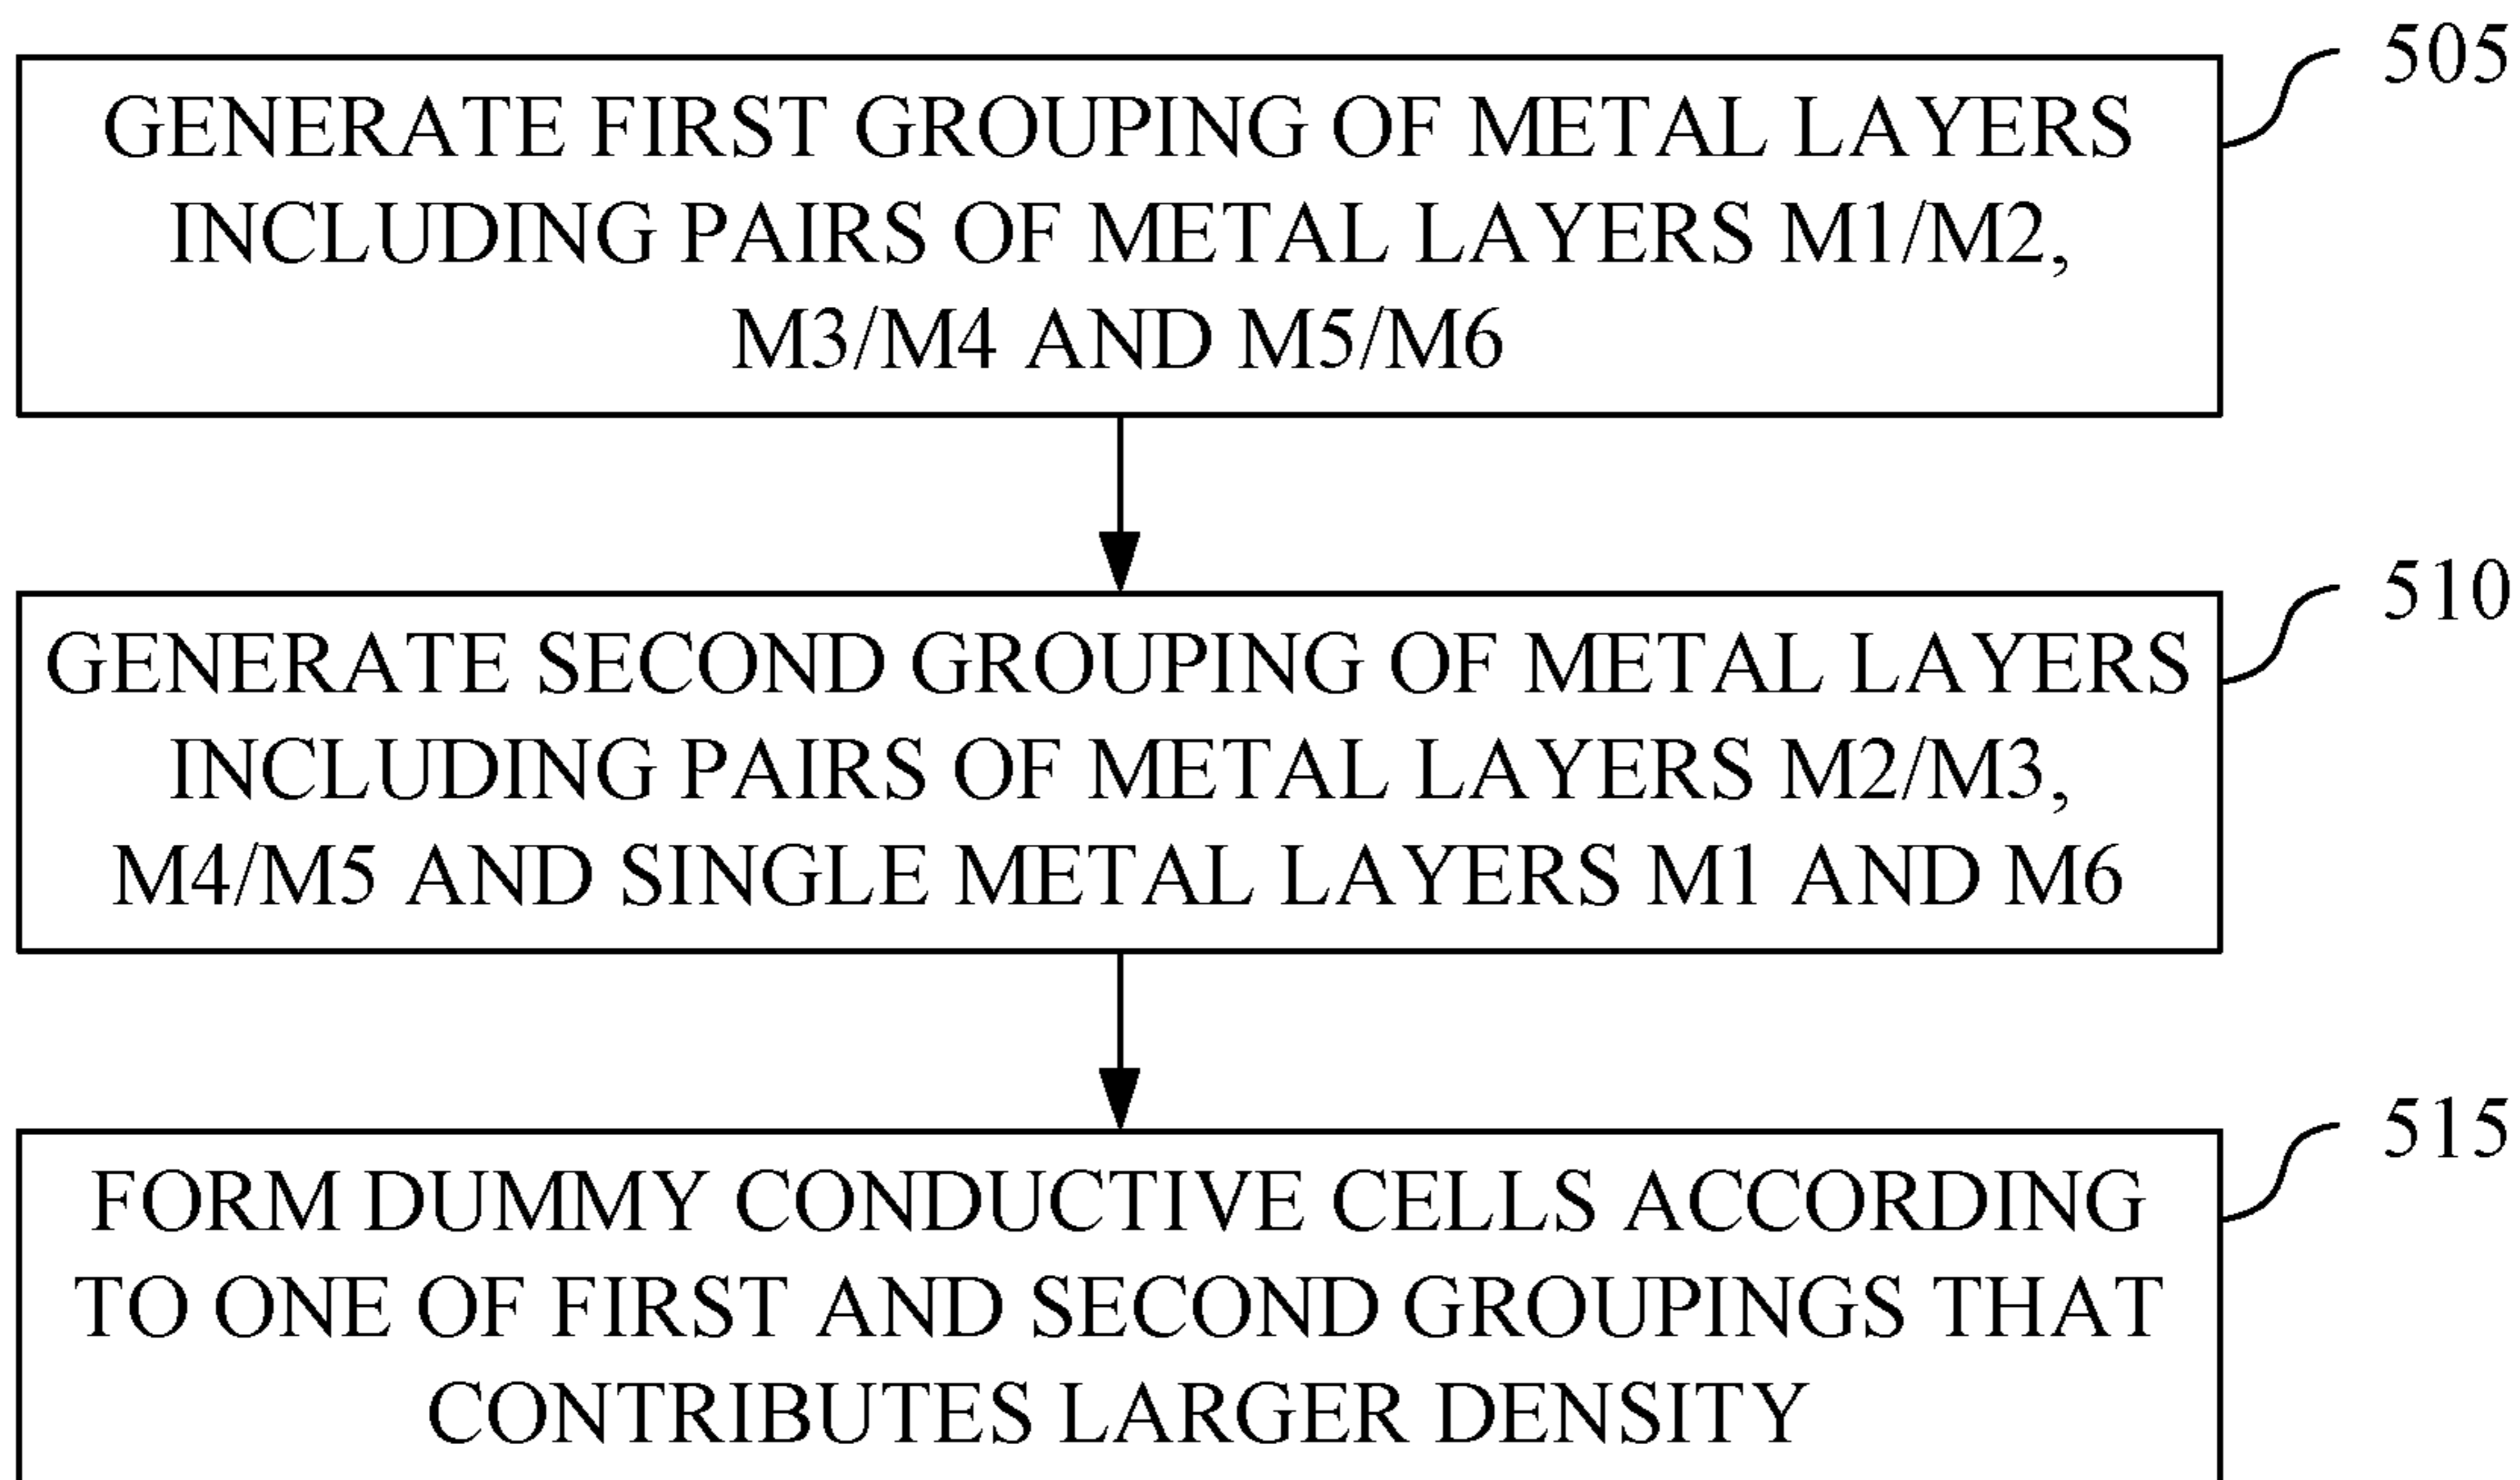 505
GENERATE FIRST GROUPING OF METAL LAYERS
INCLUDING PAIRS OF METAL LAYERS M1/M2,
M3/M4 AND M5/M6
510
GENERATE SECOND GROUPING OF METAL LAYERS
INCLUDING PAIRS OF METAL LAYERS M2/M3,
M4/M5 AND SINGLE METAL LAYERS M1 AND M6
515
FORM DUMMY CONDUCTIVE CELLS ACCORDING
TO ONE OF FIRST AND SECOND GROUPINGS THAT
CONTRIBUTES LARGER DENSITY